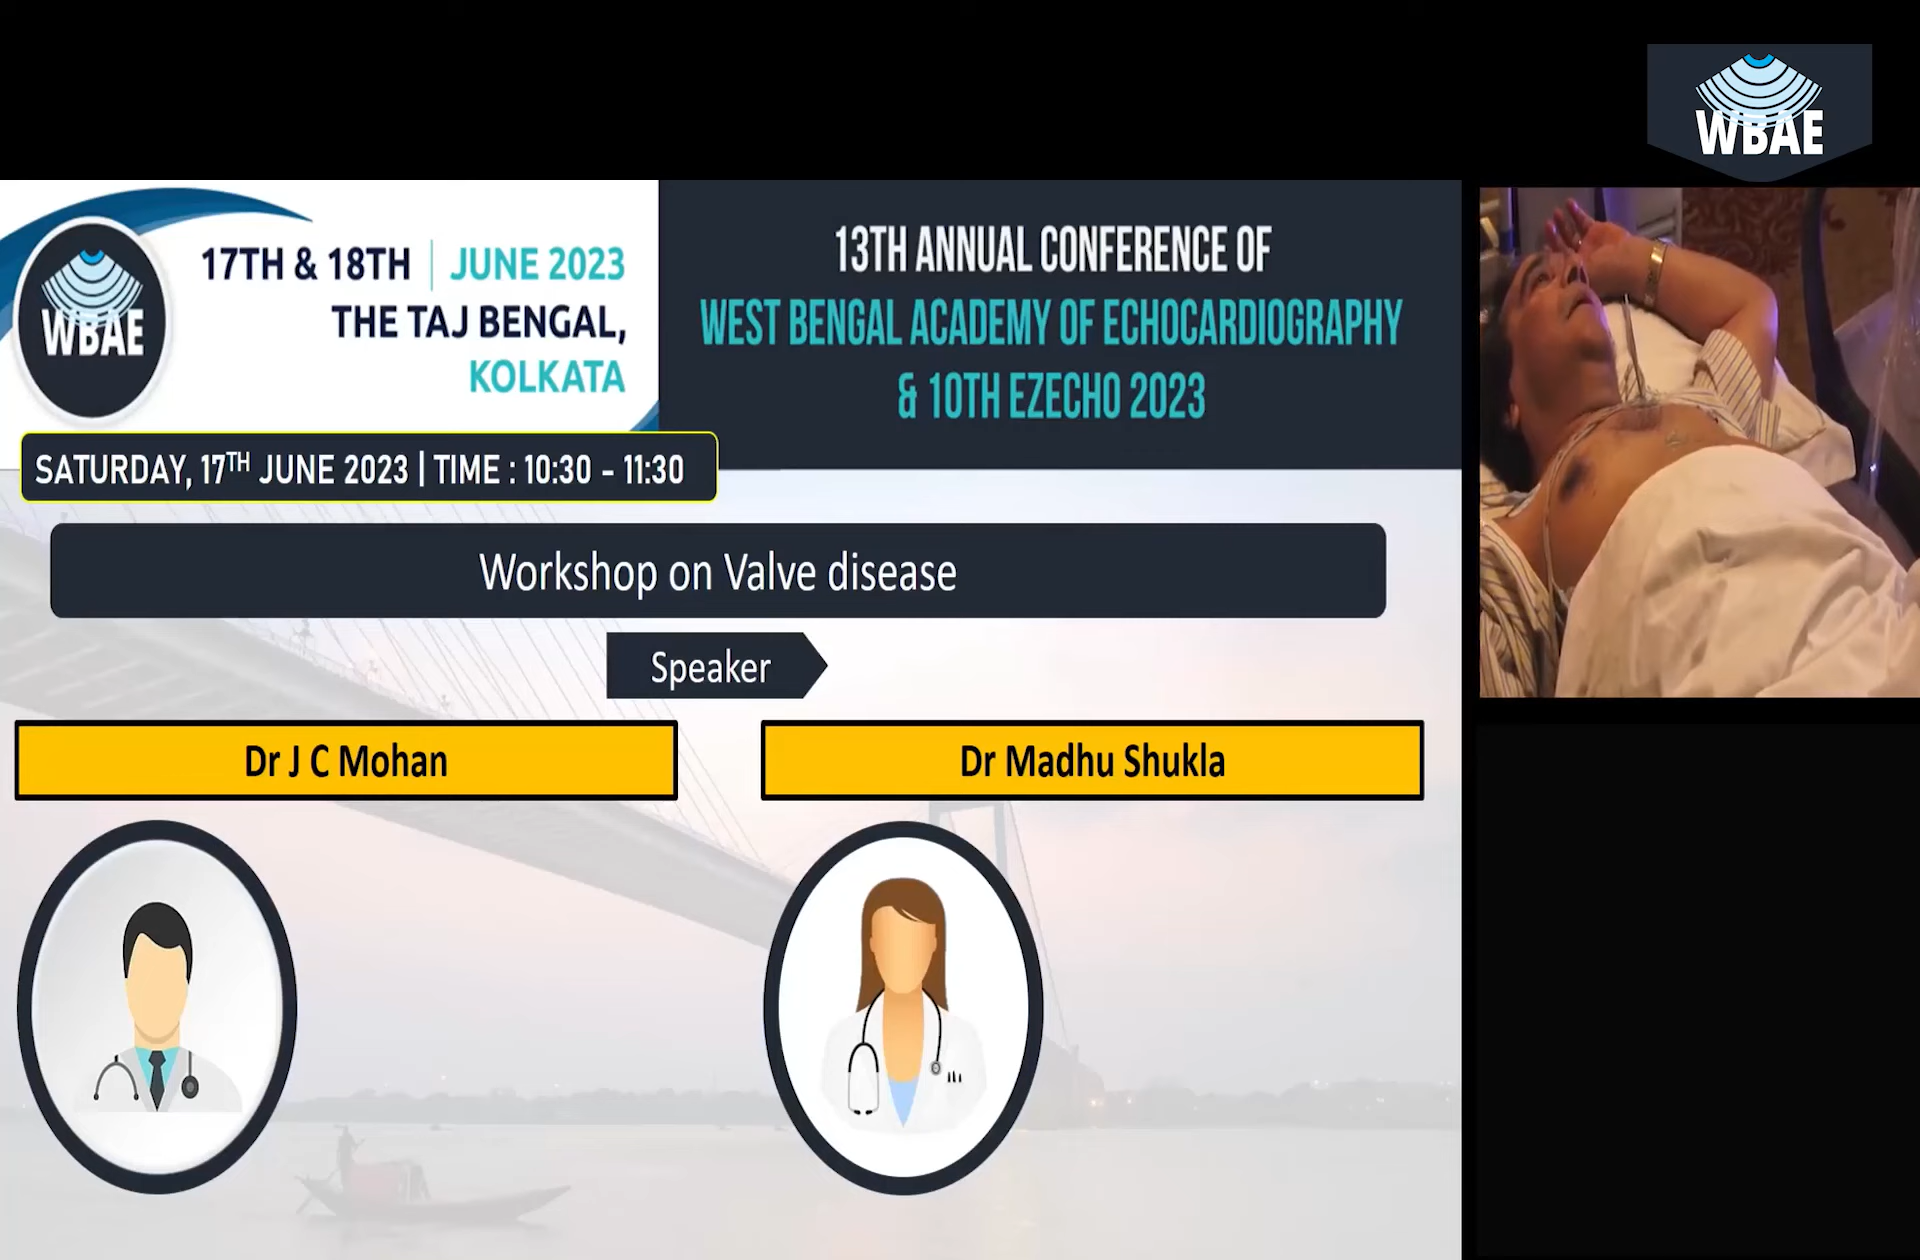 WBAE
WBAE
17TH & 18TH | JUNE 2023
THE TAJ BENGAL,
KOLKATA
13TH ANNUAL CONFERENCE OF
WEST BENGAL ACADEMY OF ECHOCARDIOGRAPHY
& 10TH EZECHO 2023
SATURDAY, 17TH JUNE 2023 | TIME : 10:30 - 11:30
Workshop on Valve disease
Speaker
Dr J C Mohan
Dr Madhu Shukla